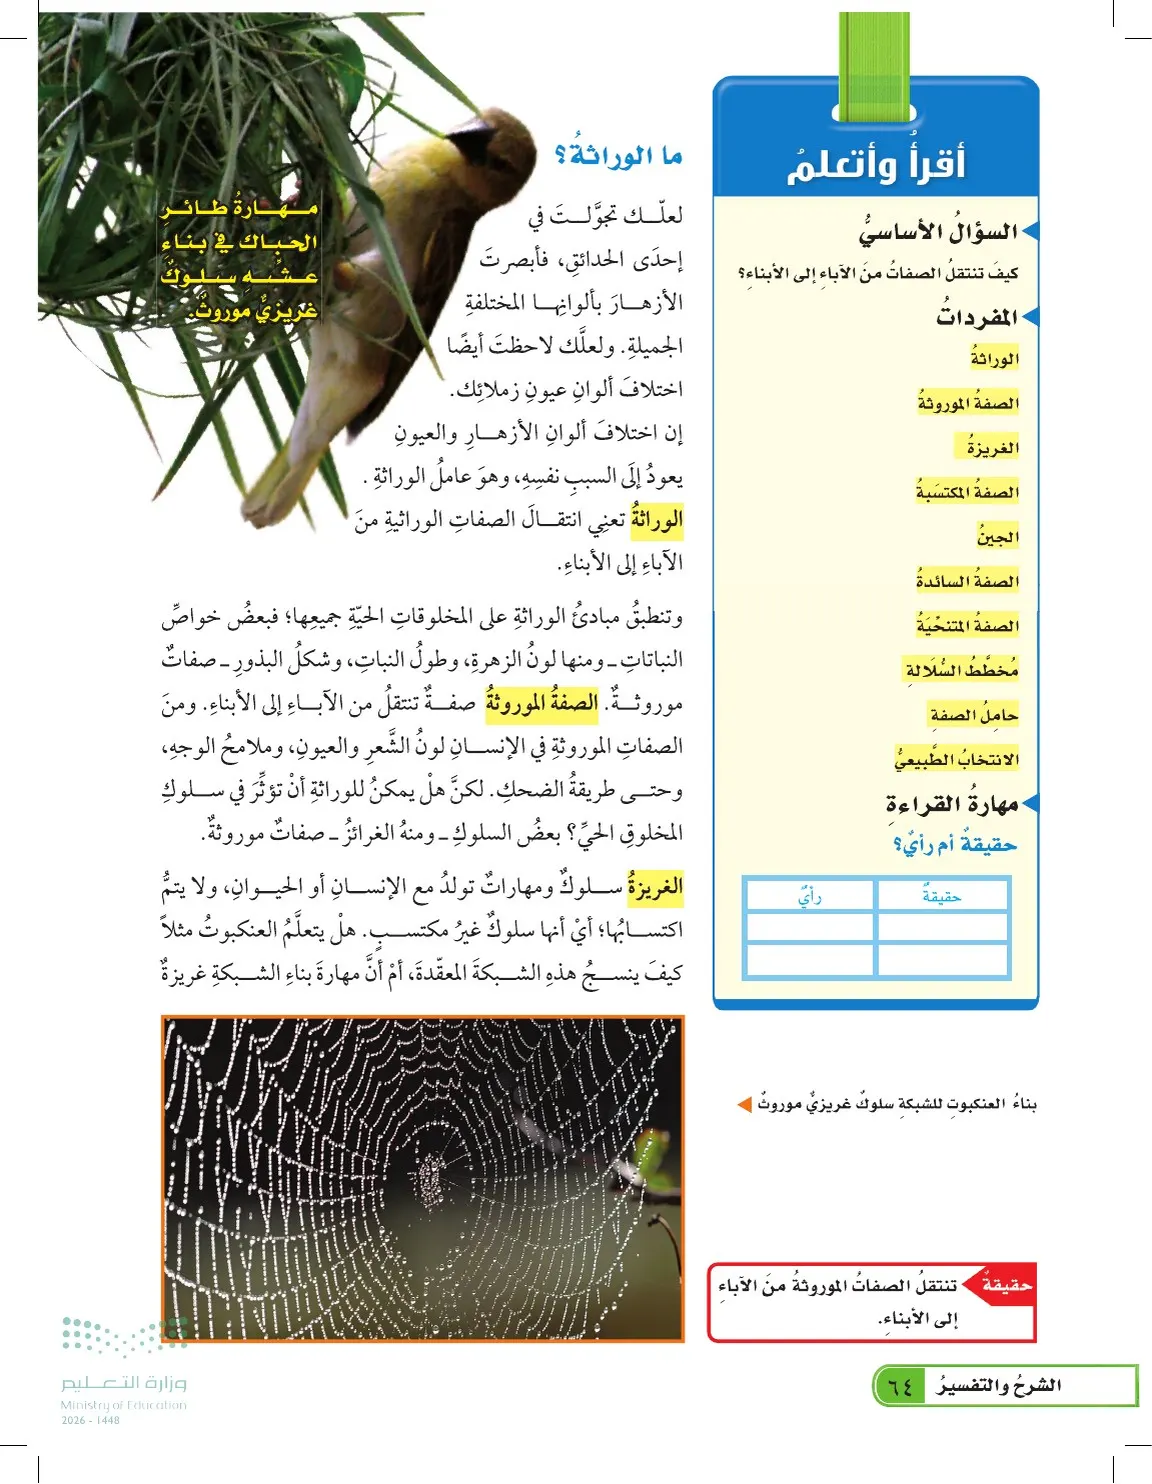 أقرأُ وأتعلمُ
السؤالُ الأساسيُّ
كيفَ تنتقلُ الصفاتُ منَ الآباءِ إلى الأبناءِ؟
المفرداتُ
الوراثةُ
الصفةُ الموروثةُ
الغريزةُ
الصفةُ المكتسَبةُ
الجينُ
الصفةُ السائدةُ
الصفةُ المتنحِّيَةُ
مُخطَّطُ السُّلَالةِ
حامِلُ الصفةِ
الانتخابُ الطَّبيعيُّ
مهارةُ القراءةِ
حقيقةٌ أم رأيٌ؟
حقيقةٌ رأيٌ
ما الوراثةُ؟
لعلّك تجوَّلتَ في
إحدَى الحدائقِ، فأبصرتَ
الأزهارَ بألوانِها المختلفةِ
الجميلةِ. ولعلَّك لاحظتَ أيضًا
اختلافَ ألوانِ عيونِ زملائِك.
إن اختلافَ ألوانِ الأزهارِ والعيونِ
يعودُ إلَى السببِ نفسِهِ، وهوَ عاملُ الوراثةِ .
الوراثةُ تعنِي انتقالَ الصفاتِ الوراثيةِ منَ
الآباءِ إلى الأبناءِ.
مهارةُ طائرِ
الحبّاك في بناءِ
عشِّهِ سلوكٌ
غريزيٌّ موروثٌ.
وتنطبقُ مبادئُ الوراثةِ على المخلوقاتِ الحيّةِ جميعِها؛ فبعضُ خواصِّ
النباتاتِ ـ ومنها لونُ الزهرةِ، وطولُ النباتِ، وشكلُ البذورِ ـ صفاتٌ
موروثةٌ. الصفةُ الموروثةُ صفةٌ تنتقلُ من الآباءِ إلى الأبناءِ. ومنَ
الصفاتِ الموروثةِ في الإنسانِ لونُ الشَّعرِ والعيونِ، وملامحُ الوجهِ،
وحتى طريقةُ الضحكِ. لكنَّ هلْ يمكنُ للوراثةِ أنْ تؤثِّرَ في سلوكِ
المخلوقِ الحيِّ؟ بعضُ السلوكِ ـ ومنهُ الغرائزُ ـ صفاتٌ موروثةٌ.
الغريزةُ سلوكٌ ومهاراتٌ تولدُ مع الإنسانِ أو الحيوانِ، ولا يتمُّ
اكتسابُها؛ أيْ أنها سلوكٌ غيرُ مكتسبٍ. هلْ يتعلَّمُ العنكبوتُ مثلاً
كيفَ ينسجُ هذهِ الشبكةَ المعقّدةَ، أمْ أنَّ مهارةَ بناءِ الشبكةِ غريزةٌ
بناءُ العنكبوتِ للشبكةِ سلوكٌ غريزيٌّ موروثٌ
حقيقةٌ تنتقلُ الصفاتُ الموروثةُ منَ الآباءِ
إلى الأبناءِ.
الشرحُ والتفسيرُ ٦٤
وزارة التعليم
Ministry of Education
2026 - 1448